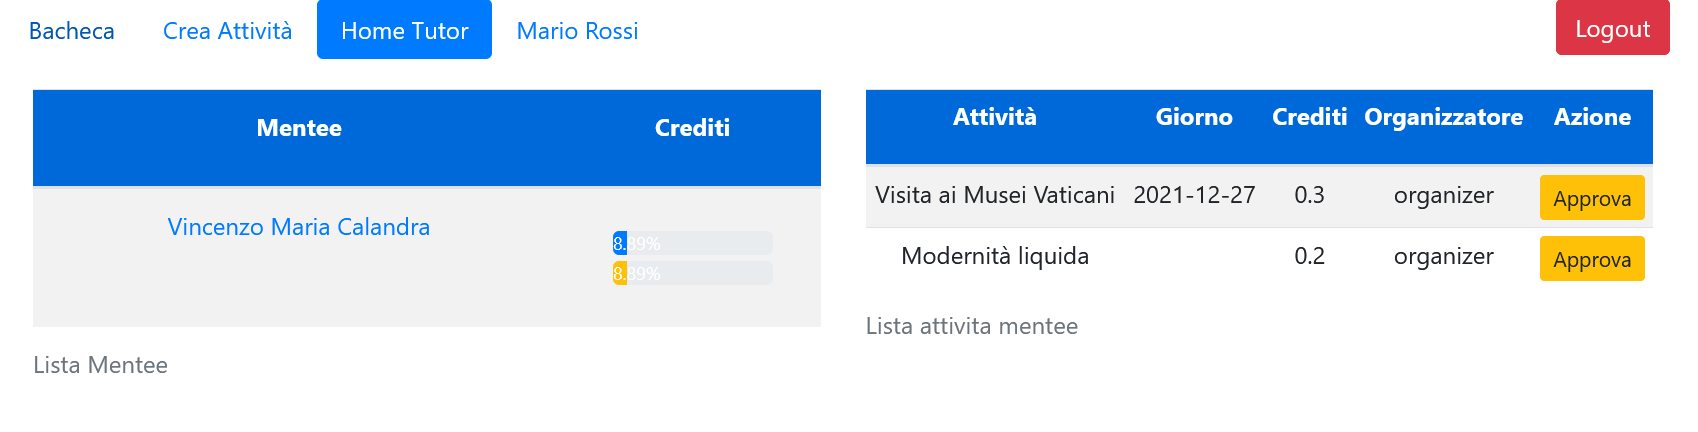 Bacheca Crea Attività Home Tutor Mario Rossi Logout
Mentee Crediti
Vincenzo Maria Calandra
8.89%
8.89%
Lista Mentee
Attività Giorno Crediti Organizzatore Azione
Visita ai Musei Vaticani 2021-12-27 0.3 organizer Approva
Modernità liquida 0.2 organizer Approva
Lista attivita mentee